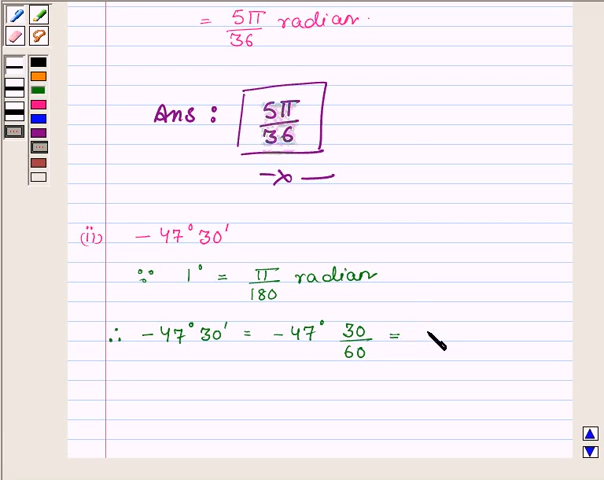 = 5π/36 radian.
Ans : 5π/36
—x—
(ii) - 47° 30'
∵ 1° = π/180 radian
∴ - 47° 30' = - 47° 30/60 =